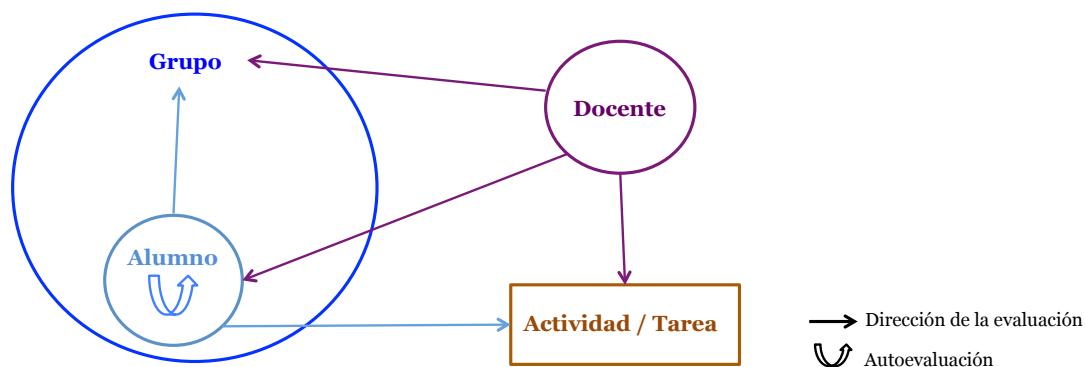 Grupo
Docente
Alumno
Actividad / Tarea
Dirección de la evaluación
Autoevaluación